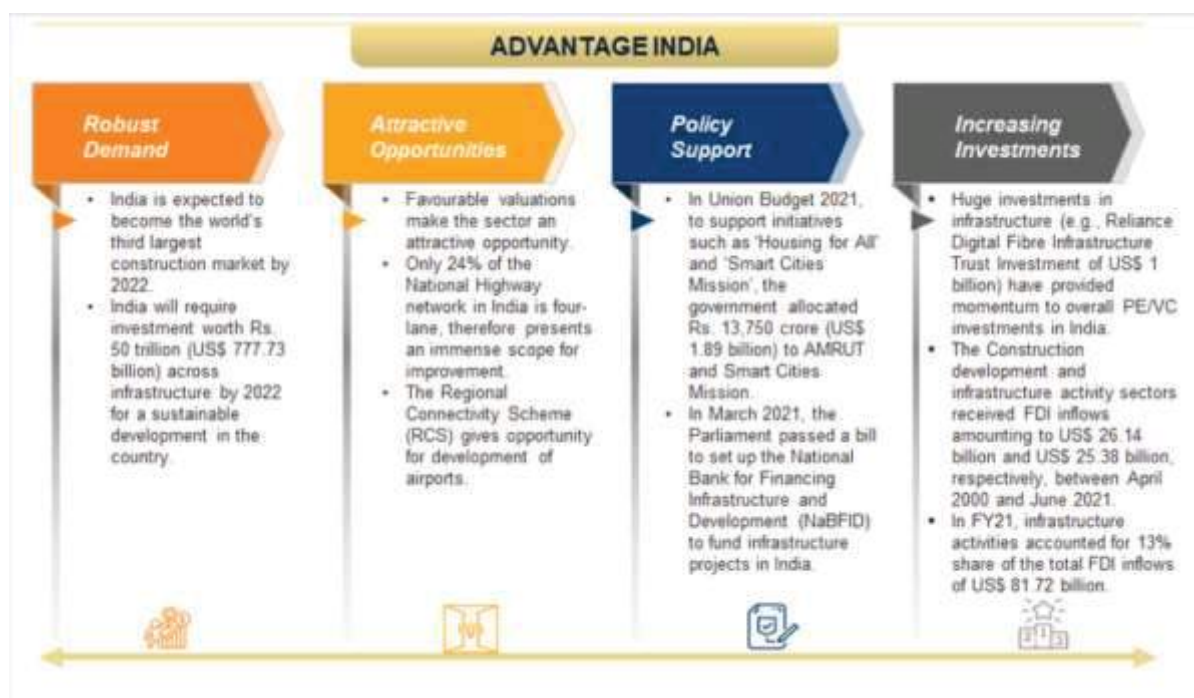 ADVANTAGE INDIA
Robust
Demand
• India is expected to
become the world's
third largest
construction market by
2022.
• India will require
investment worth Rs.
50 trillion (US$ 777.73
billion) across
infrastructure by 2022
for a sustainable
development in the
country.
Attractive
Opportunities
• Favourable valuations
make the sector an
attractive opportunity.
• Only 24% of the
National Highway
network in India is four-
lane, therefore presents
an immense scope for
improvement.
• The Regional
Connectivity Scheme
(RCS) gives opportunity
for development of
airports.
Policy
Support
• In Union Budget 2021,
to support initiatives
such as 'Housing for All'
and 'Smart Cities
Mission', the
government allocated
Rs. 13,750 crore (US$
1.89 billion) to AMRUT
and Smart Cities
Mission.
• In March 2021, the
Parliament passed a bill
to set up the National
Bank for Financing
Infrastructure and
Development (NaBFID)
to fund infrastructure
projects in India.
Increasing
Investments
▪ Huge investments in
infrastructure (e.g., Reliance
Digital Fibre Infrastructure
Trust Investment of US$ 1
billion) have provided
momentum to overall PE/VC
investments in India.
▪ The Construction
development and
infrastructure activity sectors
received FDI inflows
amounting to US$ 26.14
billion and US$ 25.38 billion,
respectively, between April
2000 and June 2021.
▪ In FY21, infrastructure
activities accounted for 13%
share of the total FDI inflows
of US$ 81.72 billion.
2 1 3